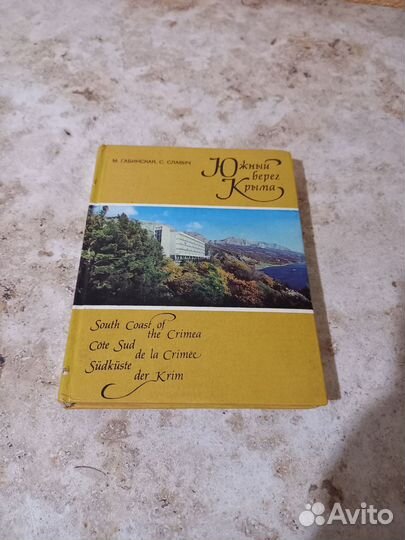 М. ГАБИНСКАЯ, С. СЛАВИЧ
Южный
берег
Крыма
South Coast of
the Crimea
Côte Sud
de la Crimée
Südküste
der Krim
Avito